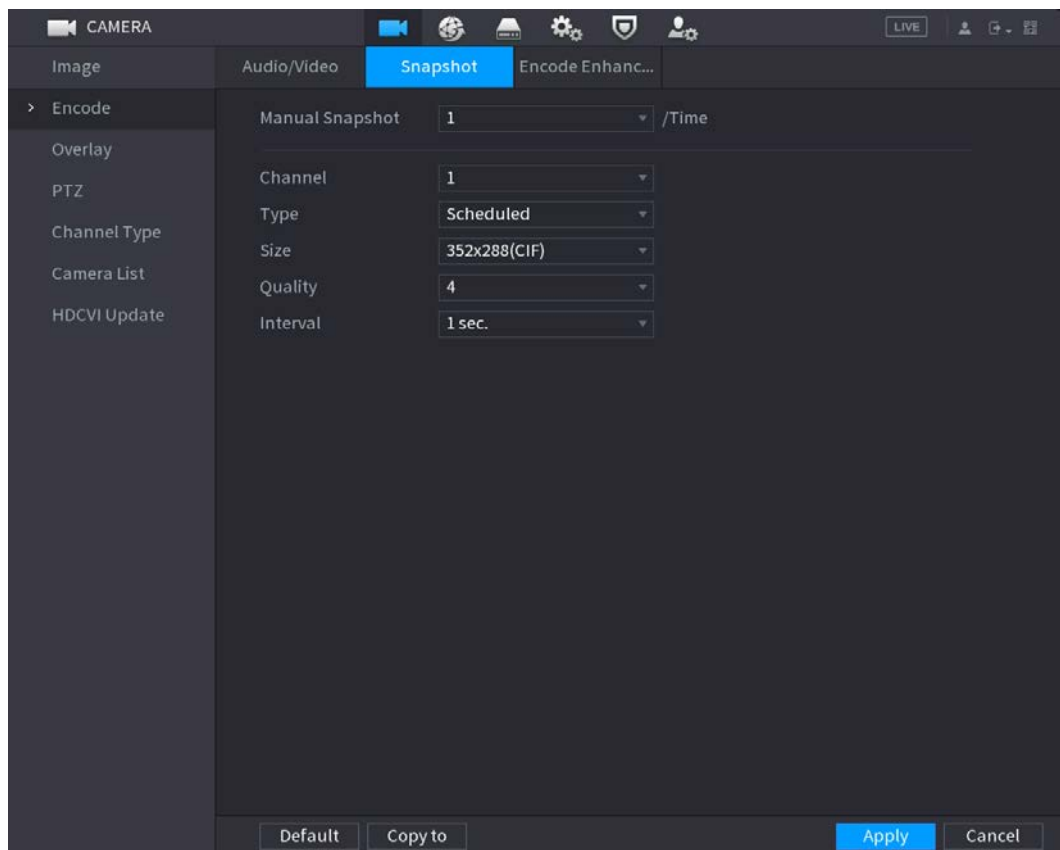 CAMERA
LIVE
Image
Encode
Overlay
PTZ
Channel Type
Camera List
HDCVI Update
Audio/Video
Snapshot
Encode Enhanc...
Manual Snapshot 1 /Time
Channel 1
Type Scheduled
Size 352x288(CIF)
Quality 4
Interval 1 sec.
Default
Copy to
Apply
Cancel